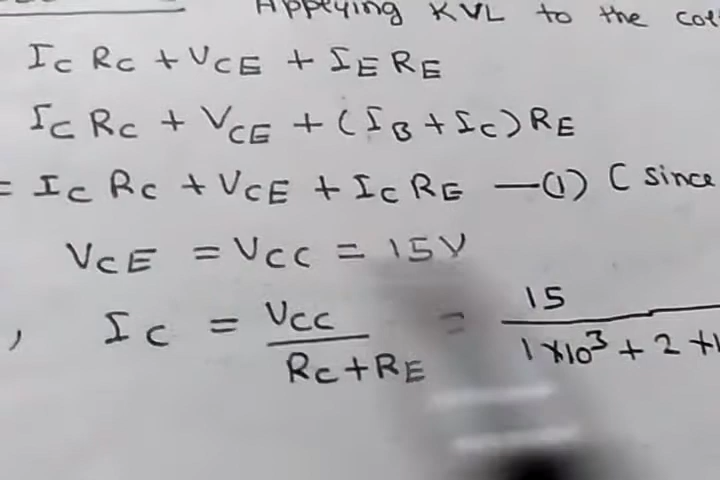 Applying KVL to the
IC RC + VCE + IE RE
IC RC + VCE + (IB + IC) RE
= IC RC + VCE + IC RE —(1) ( since
VCE = VCC = 15V
, IC = VCC / RC + RE = 15 / 1×10³ + 2 +